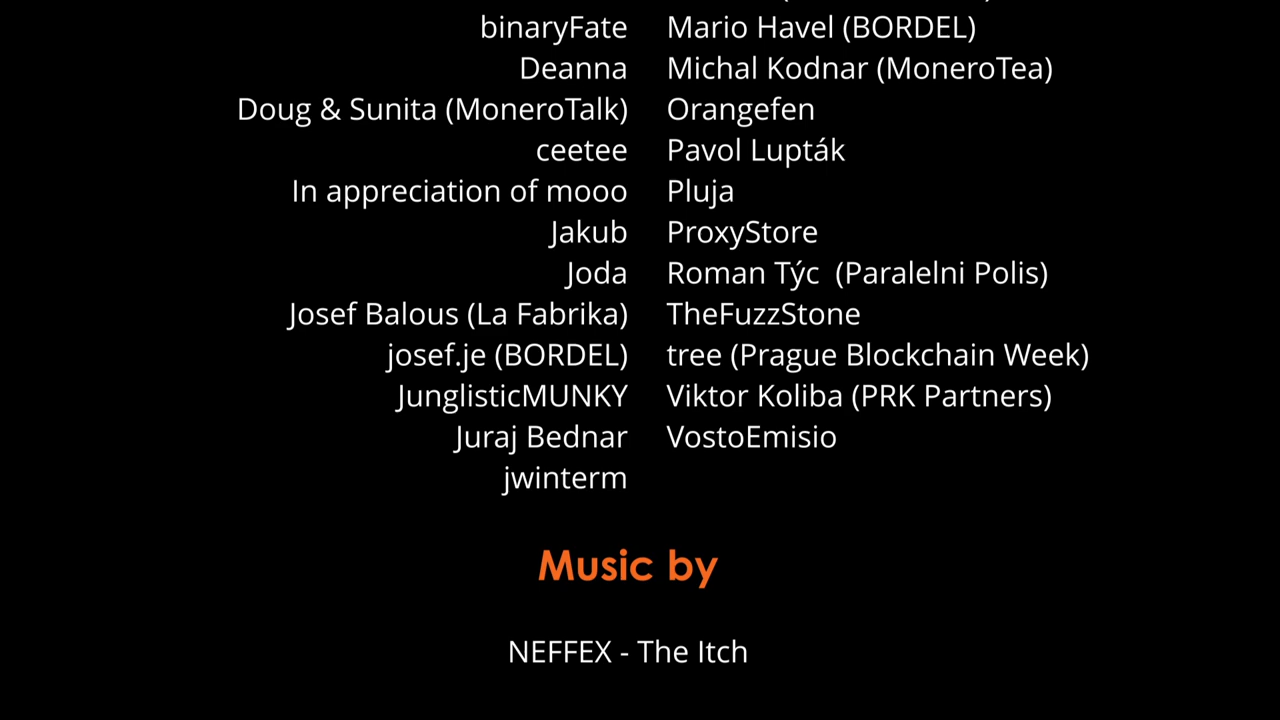 binaryFate Mario Havel (BORDEL)
Deanna Michal Kodnar (MoneroTea)
Doug & Sunita (MoneroTalk) Orangefen
ceetee Pavol Lupták
In appreciation of mooo Pluja
Jakub ProxyStore
Joda Roman Týc (Paralelni Polis)
Josef Balous (La Fabrika) TheFuzzStone
josef.je (BORDEL) tree (Prague Blockchain Week)
JunglisticMUNKY Viktor Koliba (PRK Partners)
Juraj Bednar VostoEmisio
jwinterm
Music by
NEFFEX - The Itch